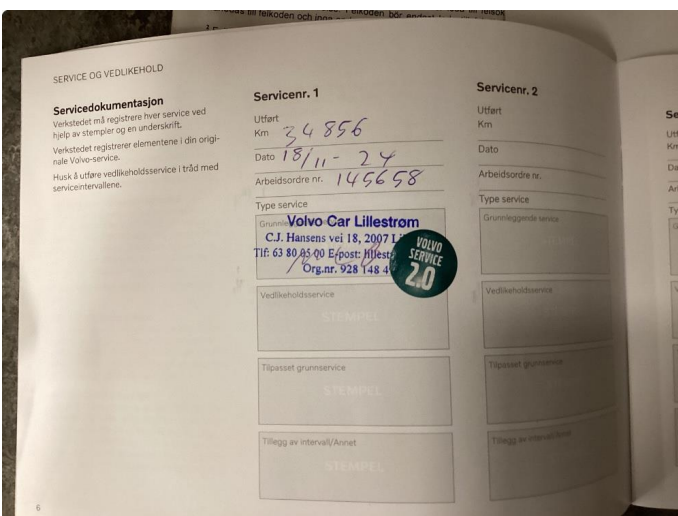 till felkoden och
SERVICE OG VEDLIKEHOLD
Servicedokumentasjon
Verkstedet må registrere hver service ved
hjelp av stempler og en underskrift.
Verkstedet registrerer elementene i din origi-
nale Volvo-service.
Husk å utføre vedlikeholdsservice i tråd med
serviceintervallene.
Servicenr. 1
Utført
Km 34856
Dato 18/11 - 24
Arbeidsordre nr. 145658
Type service
Volvo Car Lillestrøm
C.J. Hansens vei 18, 2007
Tlf: 63 80 05 00 E-post:
Org.nr. 928 148
VOLVO
SERVICE
2.0
Vedlikeholdsservice
STEMPEL
Tilpasset grunnservice
STEMPEL
Tillegg av intervall/Annet
STEMPEL
Servicenr. 2
Utført
Km
Dato
Arbeidsordre nr.
Type service
Grunnleggende service
Vedlikeholdsservice
Tilpasset grunnservice
Tillegg av intervall/Annet
6